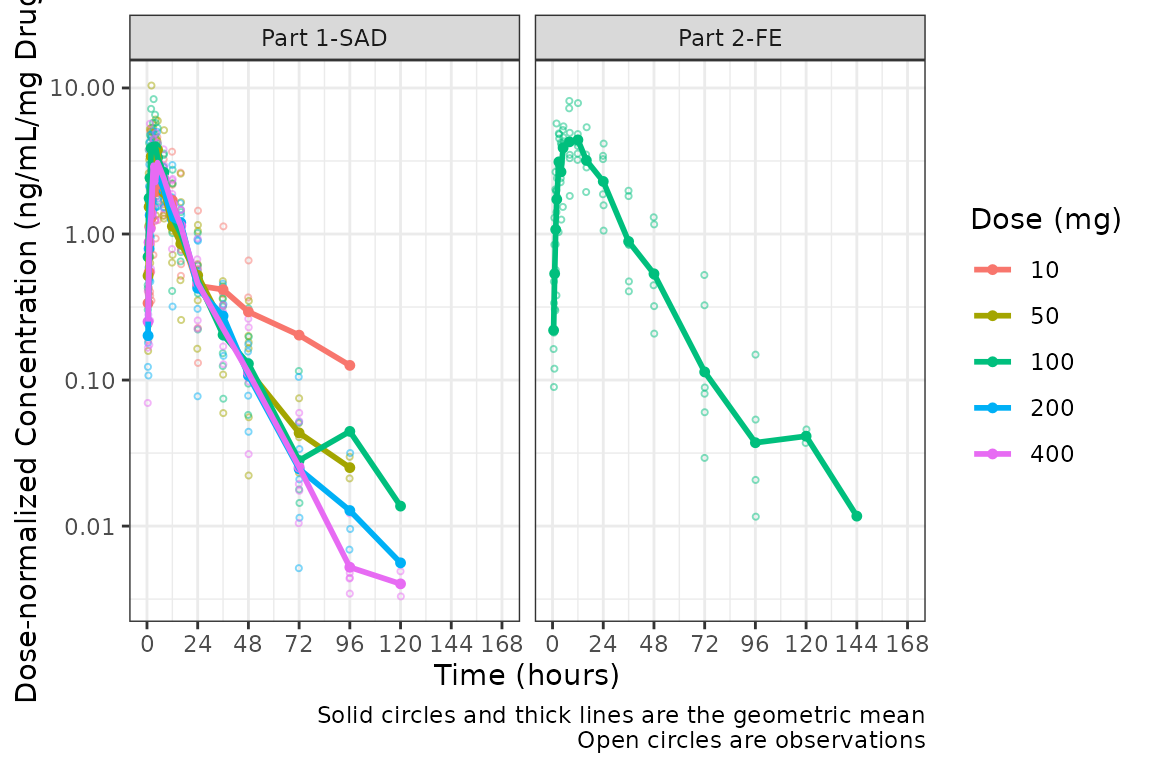 Part 1-SAD
Part 2-FE
Dose-normalized Concentration (ng/mL/mg Drug
10.00
1.00
0.10
0.01
0 24 48 72 96 120 144 168
0 24 48 72 96 120 144 168
Time (hours)
Solid circles and thick lines are the geometric mean
Open circles are observations
Dose (mg)
10
50
100
200
400